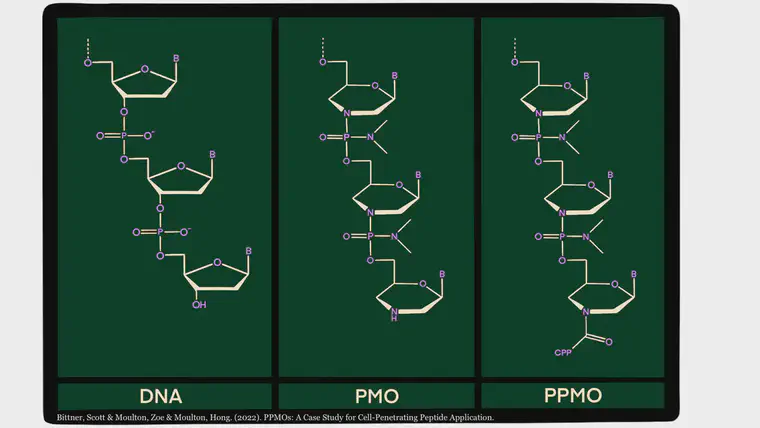 O
O
B
O
O
P
O-
O
O
B
O
O
P
O-
O
O
B
OH
O
O
B
N
O
P
N
O
O
B
N
O
P
N
O
O
B
N
H
O
O
B
N
O
P
N
O
O
B
N
O
P
N
O
O
B
N
CPP
O
DNA
PMO
PPMO
Bittner, Scott & Moulton, Zoe & Moulton, Hong. (2022). PPMOs: A Case Study for Cell-Penetrating Peptide Application.